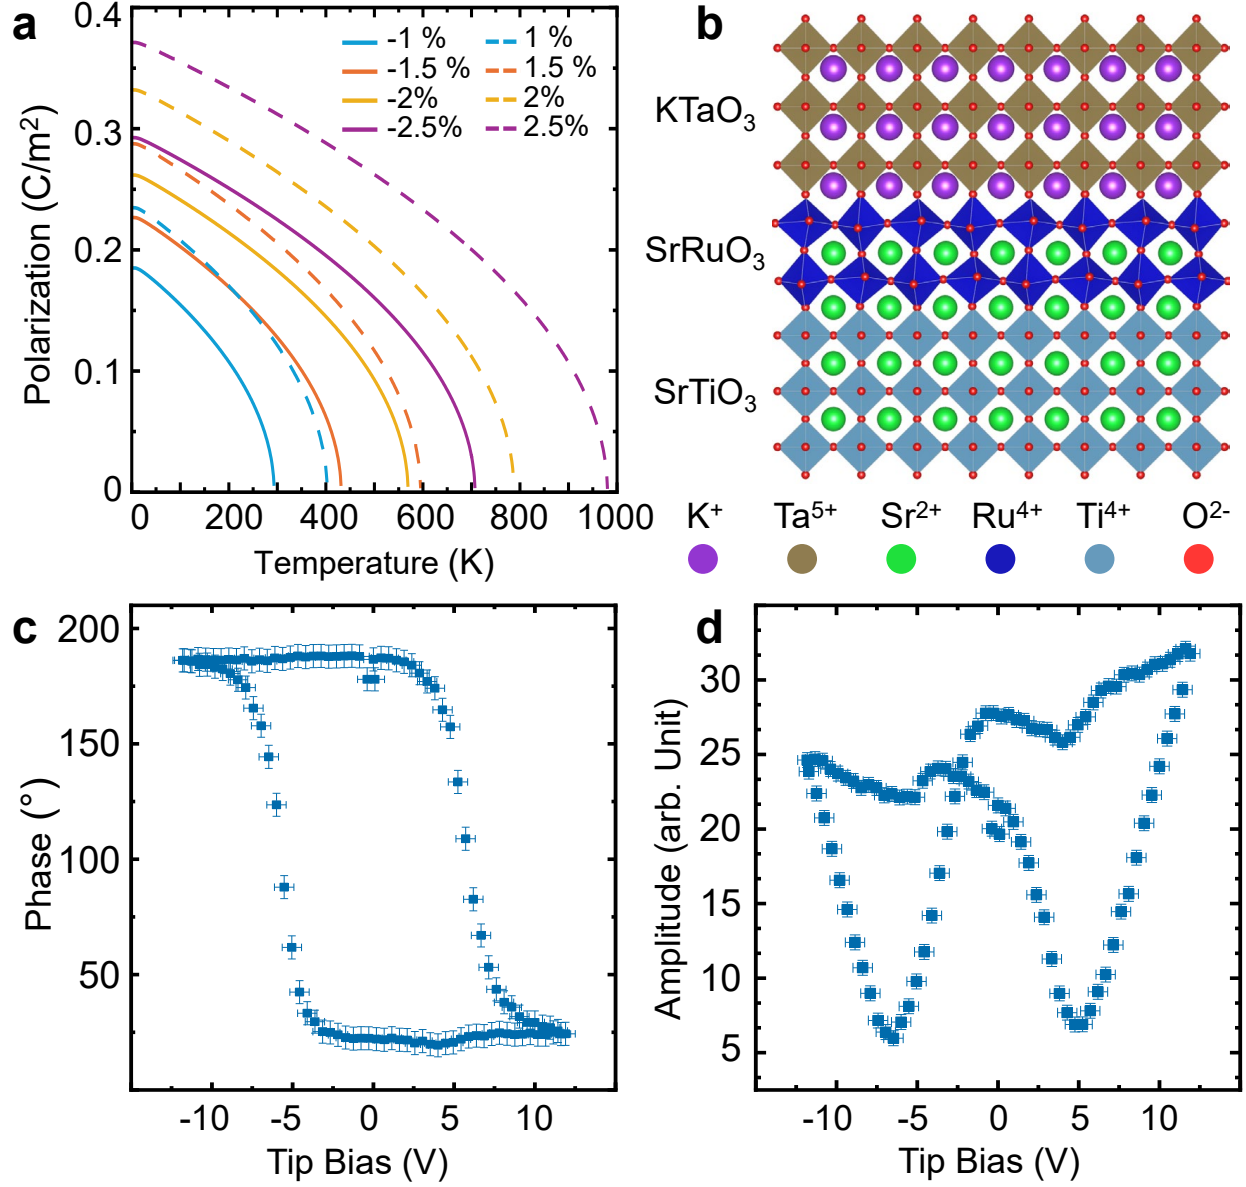 a
0.4
0.3
0.2
0.1
0
Polarization (C/m²)
-1 % 1 %
-1.5 % 1.5 %
-2% 2%
-2.5% 2.5%
0 200 400 600 800 1000
Temperature (K)
b
KTaO₃
SrRuO₃
SrTiO₃
K⁺ Ta⁵⁺ Sr²⁺ Ru⁴⁺ Ti⁴⁺ O²⁻
c
200
150
100
50
Phase (°)
-10 -5 0 5 10
Tip Bias (V)
d
30
25
20
15
10
5
Amplitude (arb. Unit)
-10 -5 0 5 10
Tip Bias (V)